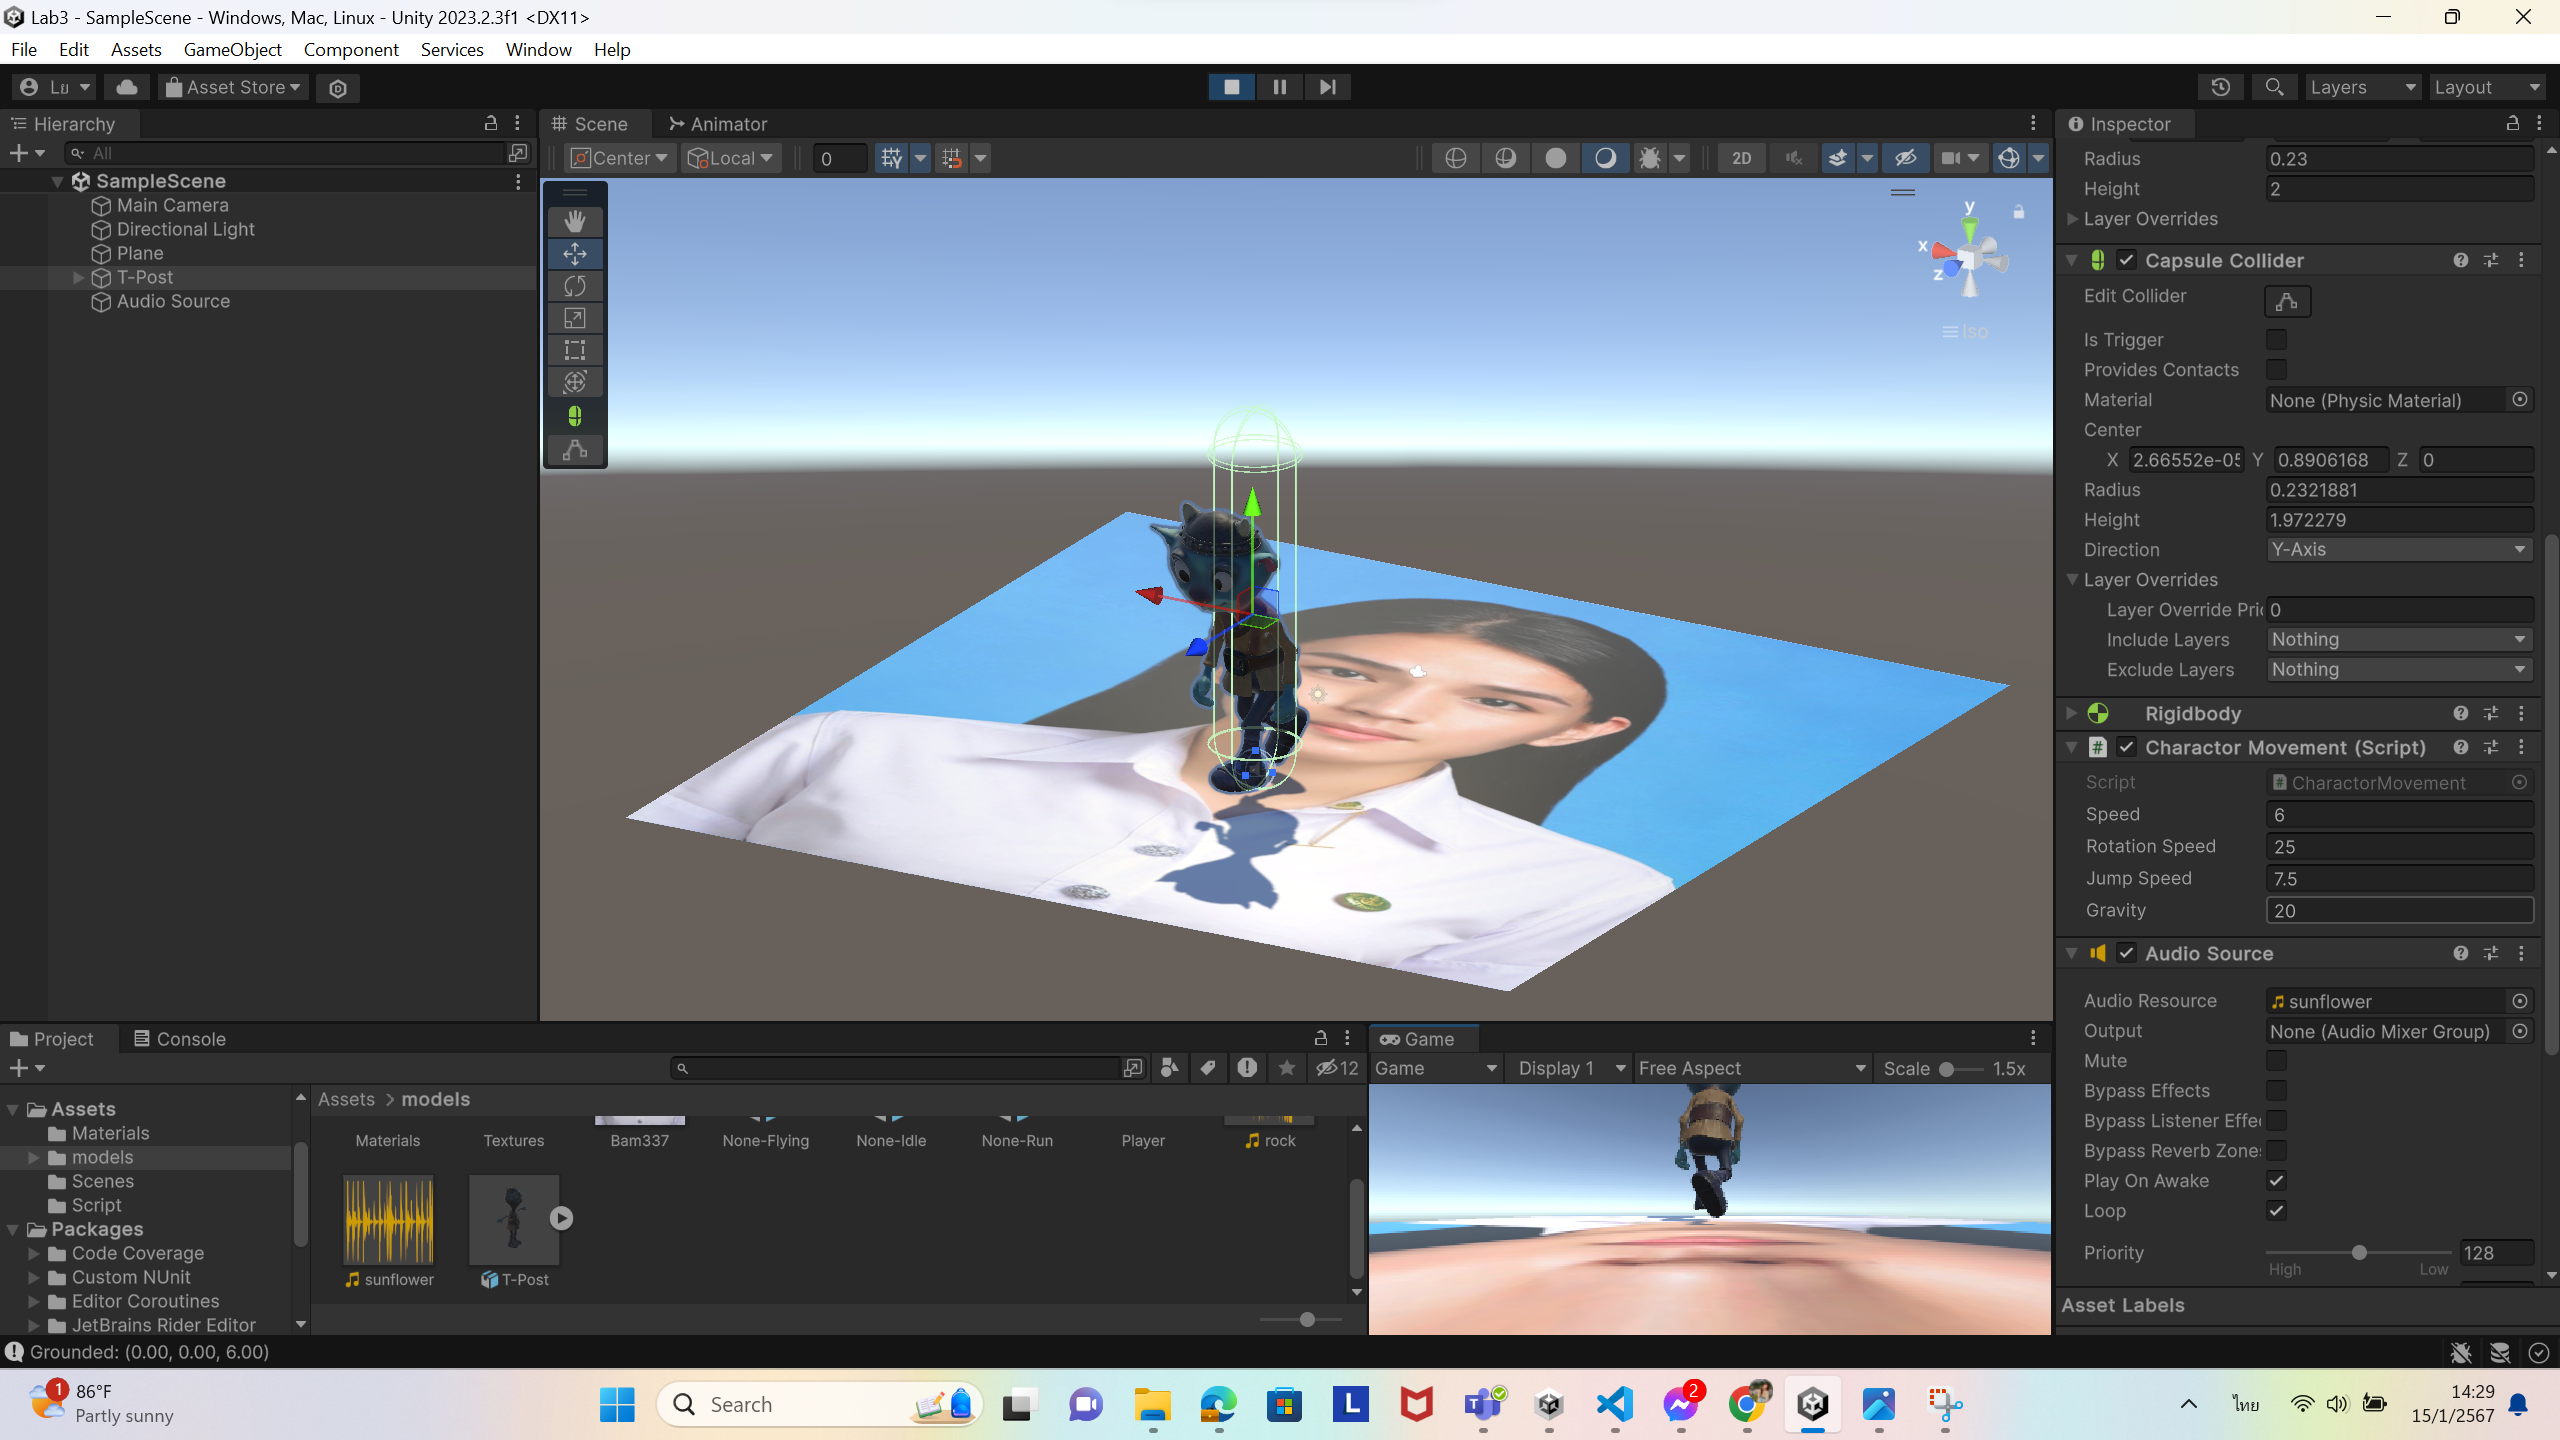 Lab3 - SampleScene - Windows, Mac, Linux - Unity 2023.2.3f1 <DX11>
File Edit Assets GameObject Component Services Window Help
Asset Store Layers Layout
Hierarchy
All
SampleScene
Main Camera
Directional Light
Plane
T-Post
Audio Source
Scene Animator
Center Local 0 2D
y
x
z
Iso
Inspector
Radius 0.23
Height 2
Layer Overrides
Capsule Collider
Edit Collider
Is Trigger
Provides Contacts
Material None (Physic Material)
Center
X 2.66552e-05 Y 0.8906168 Z 0
Radius 0.2321881
Height 1.972279
Direction Y-Axis
Layer Overrides
Layer Override Pri 0
Include Layers Nothing
Exclude Layers Nothing
Rigidbody
Charactor Movement (Script)
Script CharactorMovement
Speed 6
Rotation Speed 25
Jump Speed 7.5
Gravity 20
Audio Source
Audio Resource sunflower
Output None (Audio Mixer Group)
Mute
Bypass Effects
Bypass Listener Effe
Bypass Reverb Zone
Play On Awake
Loop
Priority 128
High Low
Asset Labels
Project Console
12
Assets
Materials
models
Scenes
Script
Packages
Code Coverage
Custom NUnit
Editor Coroutines
JetBrains Rider Editor
Assets > models
Materials Textures Bam337 None-Flying None-Idle None-Run Player rock
sunflower T-Post
Game
Game Display 1 Free Aspect Scale 1.5x
Grounded: (0.00, 0.00, 6.00)
1
86°F
Partly sunny
Search
L
T
2
ไทย
14:29
15/1/2567